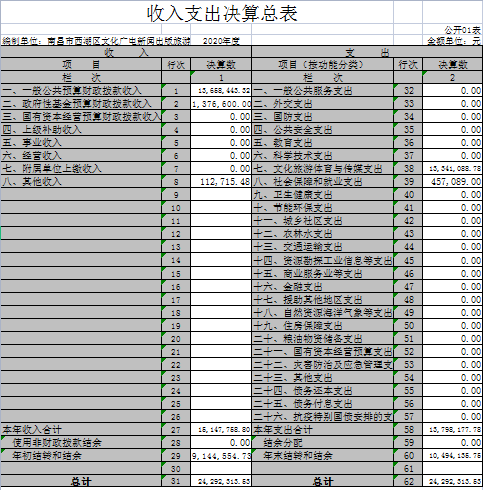 收入支出决算总表
公开01表
编制单位：南昌市西湖区文化广电新闻出版旅游 2020年度 金额单位：元
收 入 支 出
项 目 行次 决算数 项目（按功能分类） 行次 决算数
栏 次 1 栏 次 2
一、一般公共预算财政拨款收入 1 13,658,443.32 一、一般公共服务支出 32 0.00
二、政府性基金预算财政拨款收入 2 1,376,600.00 二、外交支出 33 0.00
三、国有资本经营预算财政拨款收入 3 0.00 三、国防支出 34 0.00
四、上级补助收入 4 0.00 四、公共安全支出 35 0.00
五、事业收入 5 0.00 五、教育支出 36 0.00
六、经营收入 6 0.00 六、科学技术支出 37 0.00
七、附属单位上缴收入 7 0.00 七、文化旅游体育与传媒支出 38 13,341,088.78
八、其他收入 8 112,715.48 八、社会保障和就业支出 39 457,089.00
9 九、卫生健康支出 40 0.00
10 十、节能环保支出 41 0.00
11 十一、城乡社区支出 42 0.00
12 十二、农林水支出 43 0.00
13 十三、交通运输支出 44 0.00
14 十四、资源勘探工业信息等支出 45 0.00
15 十五、商业服务业等支出 46 0.00
16 十六、金融支出 47 0.00
17 十七、援助其他地区支出 48 0.00
18 十八、自然资源海洋气象等支出 49 0.00
19 十九、住房保障支出 50 0.00
20 二十、粮油物资储备支出 51 0.00
21 二十一、国有资本经营预算支出 52 0.00
22 二十二、灾害防治及应急管理支 53 0.00
23 二十三、其他支出 54 0.00
24 二十四、债务还本支出 55 0.00
25 二十五、债务付息支出 56 0.00
26 二十六、抗疫特别国债安排的支 57 0.00
本年收入合计 27 15,147,758.80 本年支出合计 58 13,798,177.78
使用非财政拨款结余 28 0.00 结余分配 59 0.00
年初结转和结余 29 9,144,554.73 年末结转和结余 60 10,494,135.75
30 61
总计 31 24,292,313.53 总计 62 24,292,313.53